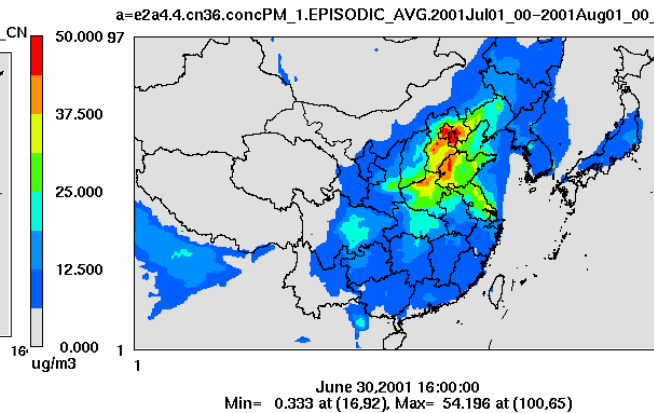 _CN
a=e2a4.4.cn36.concPM_1.EPISODIC_AVG.2001Jul01_00-2001Aug01_00_
50.000
37.500
25.000
12.500
0.000
ug/m3
16
97
1
1
June 30,2001 16:00:00
Min= 0.333 at (16,92), Max= 54.196 at (100,65)